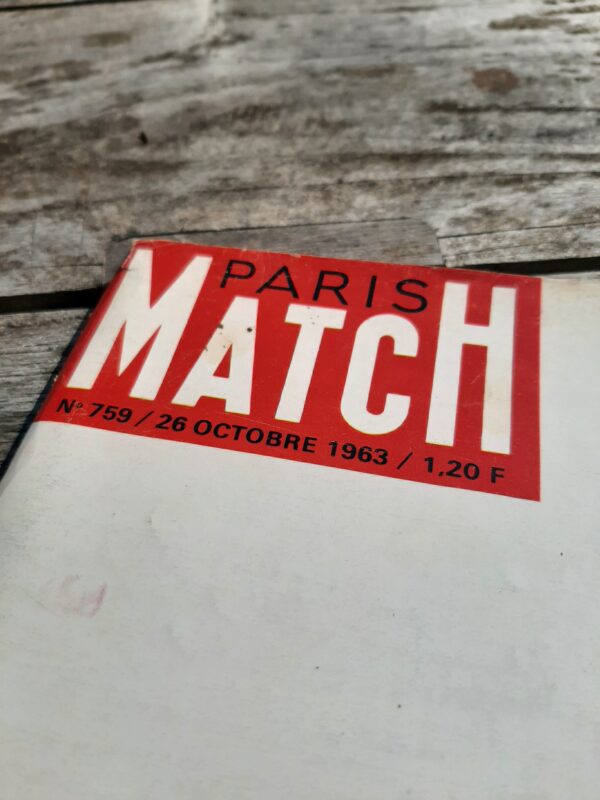 PARIS
MATCH
Nº 759 / 26 OCTOBRE 1963 / 1,20 F